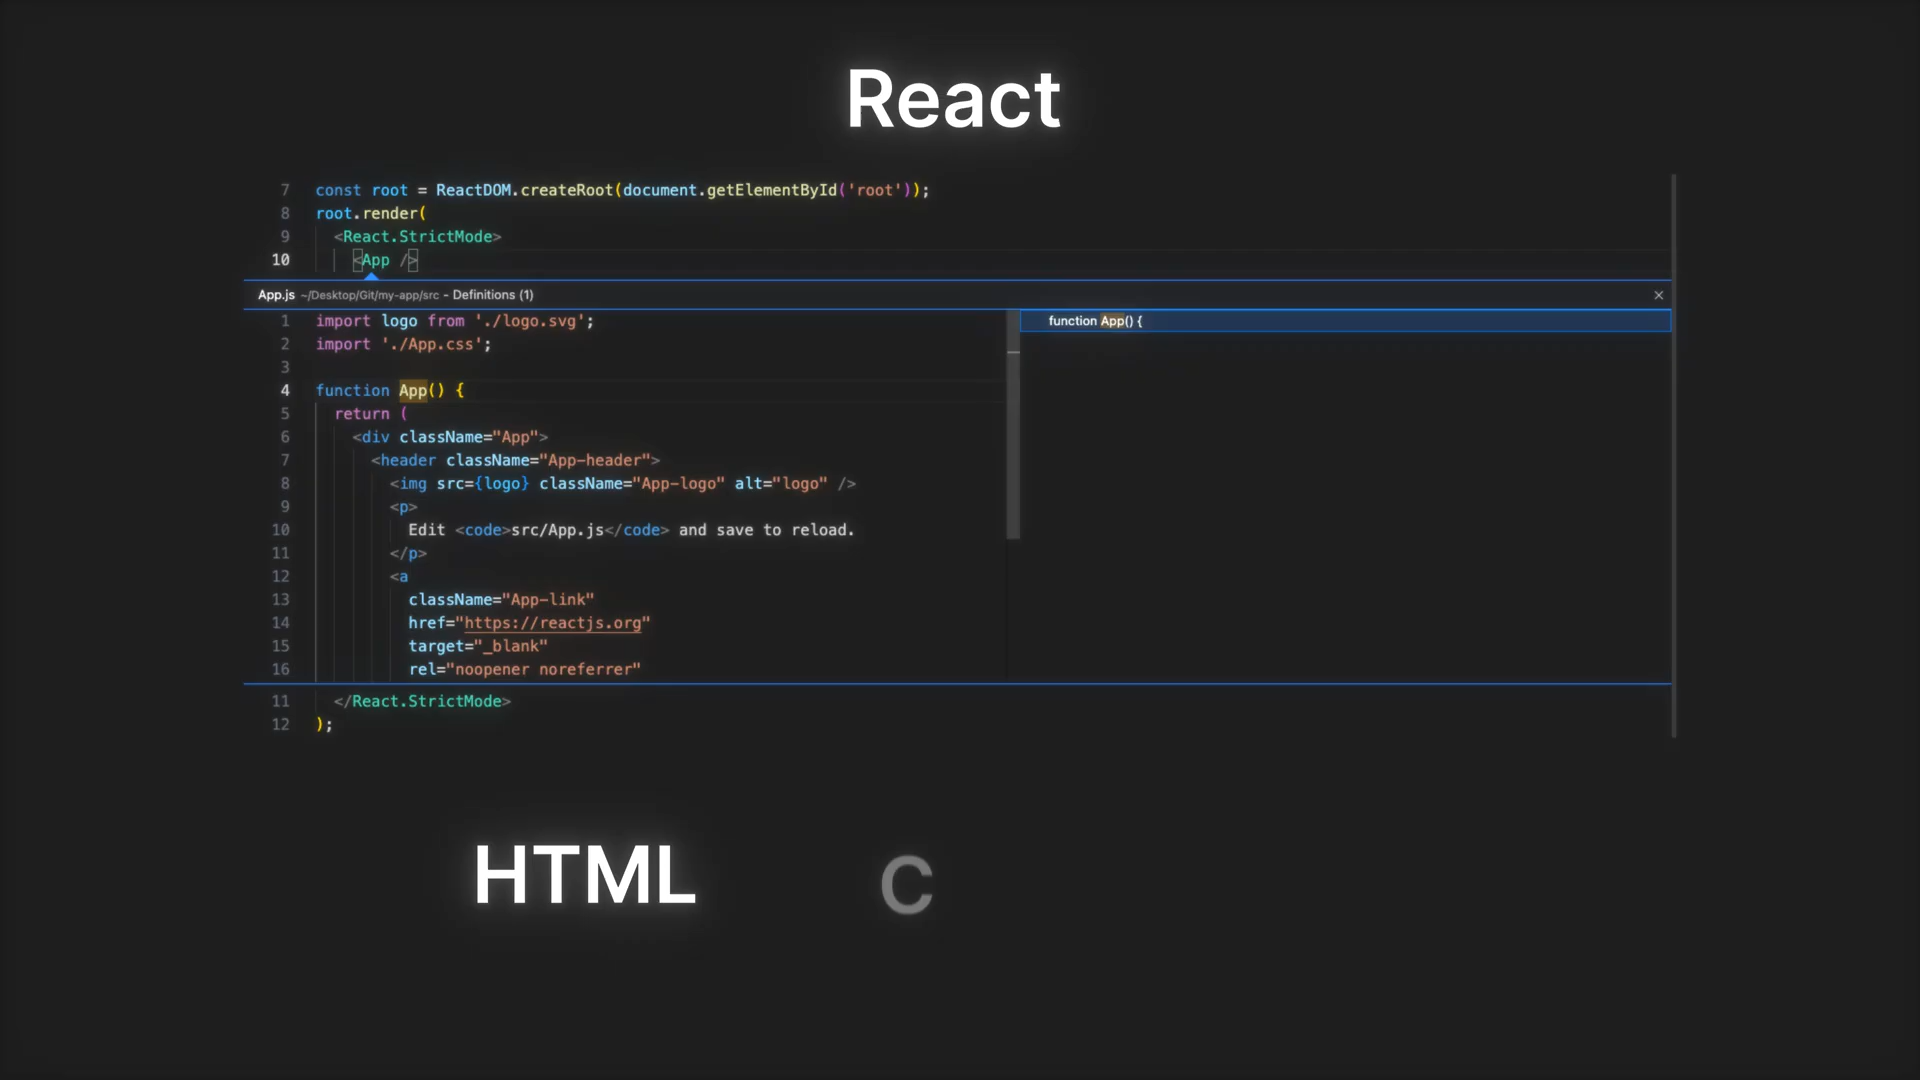 React
7 const root = ReactDOM.createRoot(document.getElementById('root'));
8 root.render(
9 <React.StrictMode>
10 <App />
App.js ~/Desktop/Git/my-app/src - Definitions (1)
1 import logo from './logo.svg';
function App() {
2 import './App.css';
3
4 function App() {
5 return (
6 <div className="App">
7 <header className="App-header">
8 <img src={logo} className="App-logo" alt="logo" />
9 <p>
10 Edit <code>src/App.js</code> and save to reload.
11 </p>
12 <a
13 className="App-link"
14 href="https://reactjs.org"
15 target="_blank"
16 rel="noopener noreferrer"
11 </React.StrictMode>
12 );
HTML C